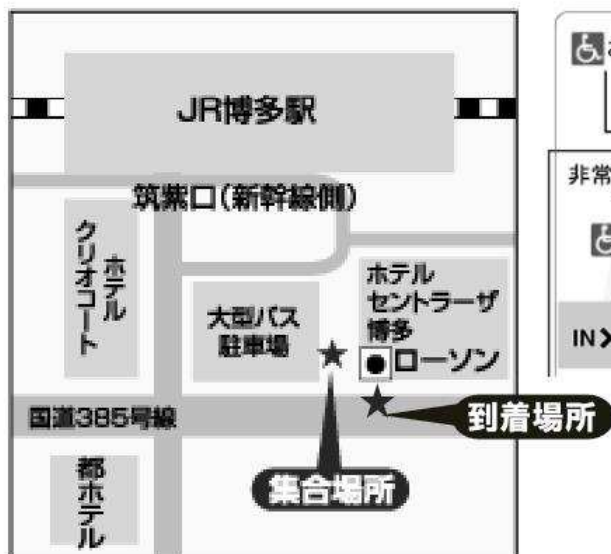 JR博多駅
筑紫口(新幹線側)
ホテル
クリオコート
大型バス
駐車場
ホテル
セントラーザ
博多
ローソン
国道385号線
到着場所
集合場所
都ホテル
非常
IN